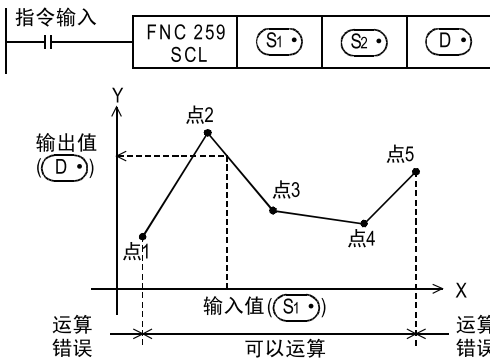 指令输入
FNC 259
SCL
S1・
S2・
D・
Y
点2
输出值
(D・)
点5
点3
点1
点4
X
输入值(S1・)
运算
错误
可以运算
运算
错误